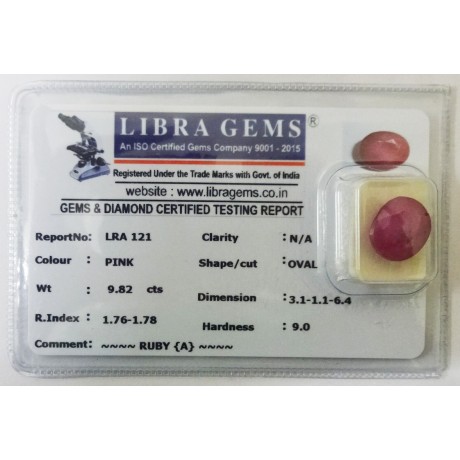 LIBRA GEMS ®
An ISO Certified Gems Company 9001 - 2015
Registered Under the Trade Marks with Govt. of India
website : www.libragems.co.in
GEMS & DIAMOND CERTIFIED TESTING REPORT
ReportNo: LRA 121 Clarity : N/A
Colour : PINK Shape/cut : OVAL
Wt : 9.82 cts Dimension : 3.1-1.1-6.4
R.Index : 1.76-1.78 Hardness : 9.0
Comment: ~~~~ RUBY {A} ~~~~